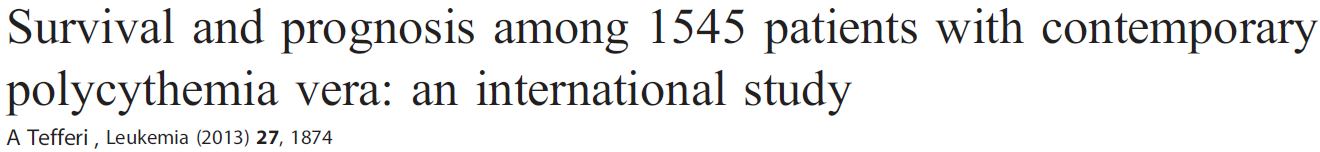 Survival and prognosis among 1545 patients with contemporary
polycythemia vera: an international study
A Tefferi , Leukemia (2013) 27, 1874